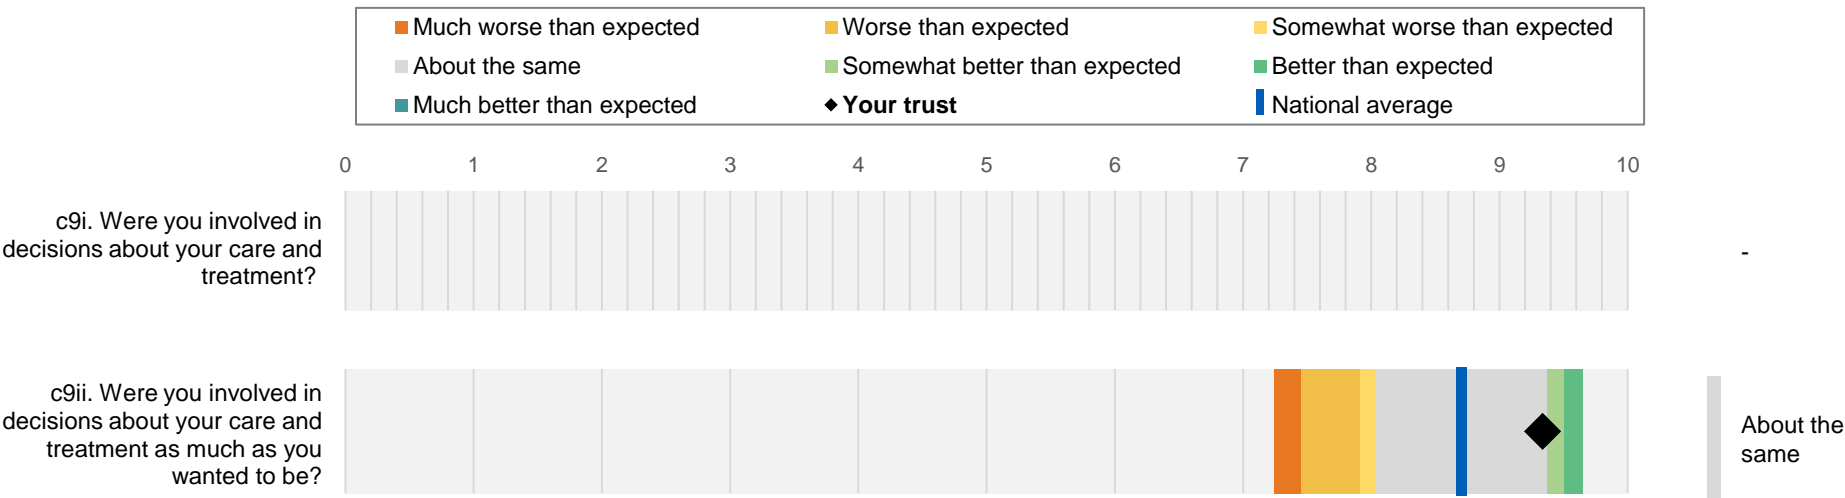 Much worse than expected
Worse than expected
Somewhat worse than expected
About the same
Somewhat better than expected
Better than expected
Much better than expected
Your trust
National average
0 1 2 3 4 5 6 7 8 9 10
c9i. Were you involved in
decisions about your care and
treatment?
-
c9ii. Were you involved in
decisions about your care and
treatment as much as you
wanted to be?
About the
same